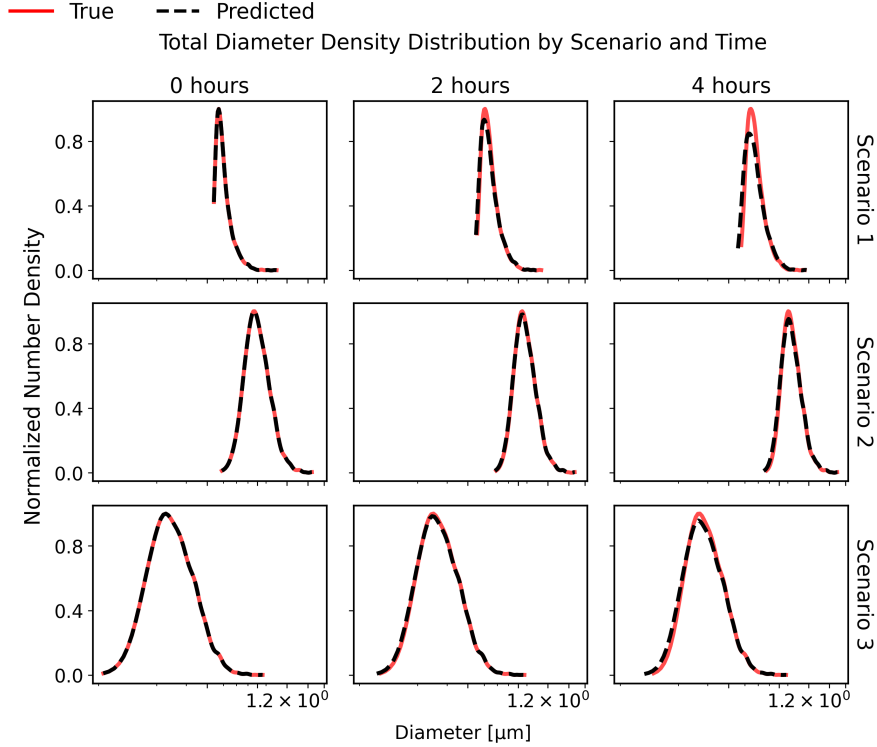 True Predicted
Total Diameter Density Distribution by Scenario and Time
0 hours 2 hours 4 hours
Normalized Number Density
0.8
0.4
0.0
Scenario 1
0.8
0.4
0.0
Scenario 2
0.8
0.4
0.0
Scenario 3
1.2 × 10⁰ 1.2 × 10⁰ 1.2 × 10⁰
Diameter [µm]